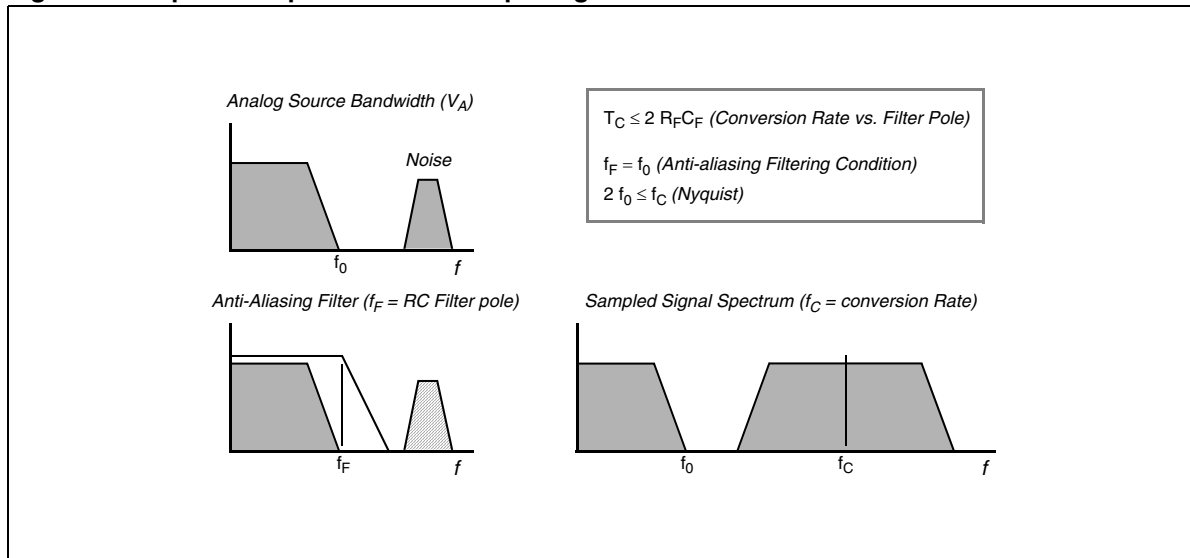 Analog Source Bandwidth (VA)
Noise
f0
f
TC ≤ 2 RFCF (Conversion Rate vs. Filter Pole)
fF = f0 (Anti-aliasing Filtering Condition)
2 f0 ≤ fC (Nyquist)
Anti-Aliasing Filter (fF = RC Filter pole)
fF
f
Sampled Signal Spectrum (fC = conversion Rate)
f0
fC
f